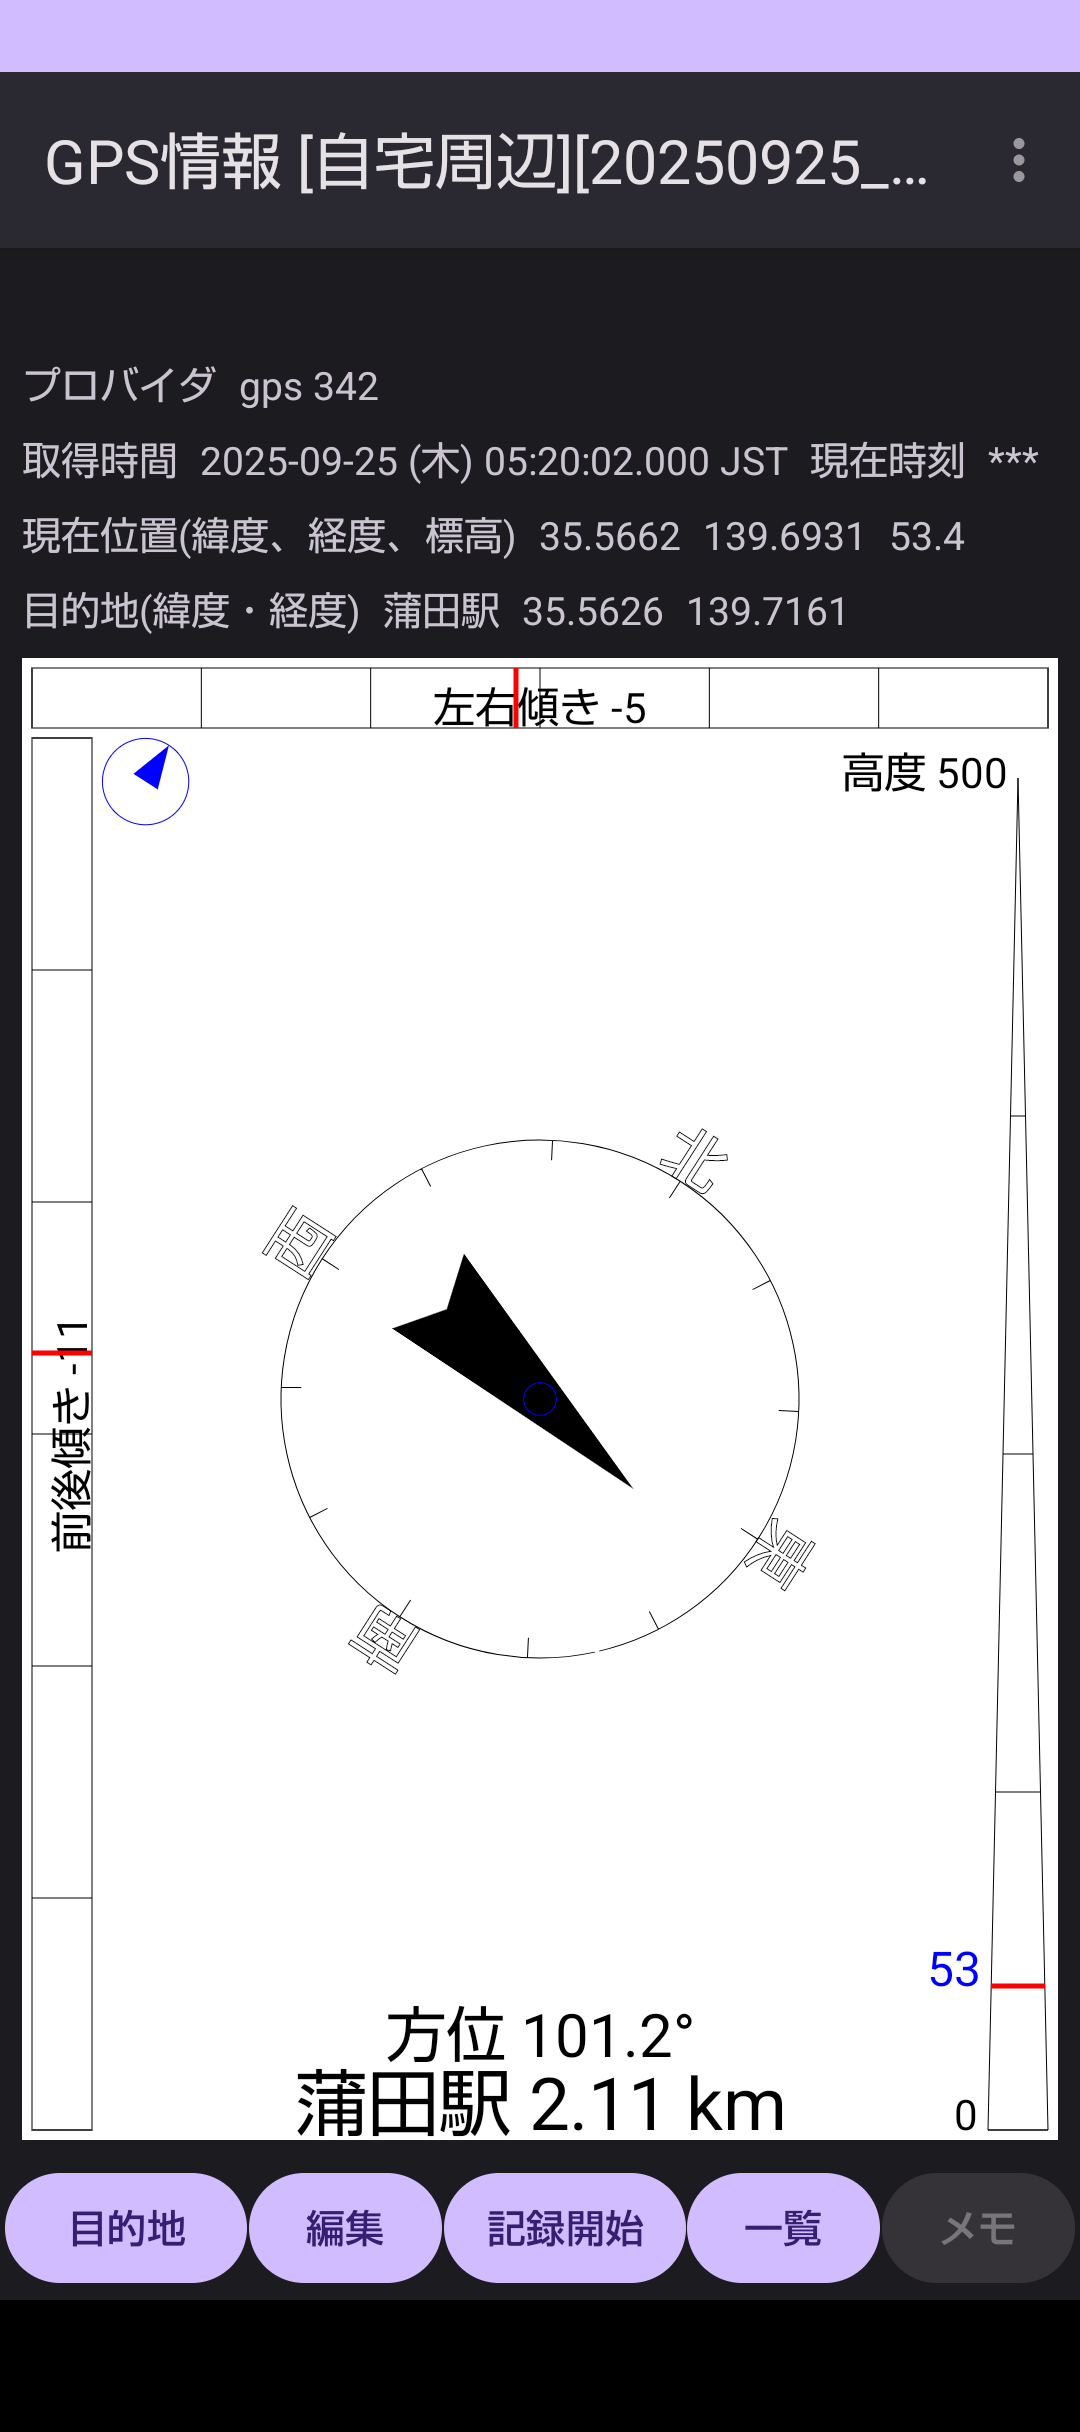 GPS情報 [自宅周辺][20250925_...
プロバイダ gps 342
取得時間 2025-09-25 (木) 05:20:02.000 JST 現在時刻 ***
現在位置(緯度、経度、標高) 35.5662 139.6931 53.4
目的地(緯度・経度) 蒲田駅 35.5626 139.7161
左右傾き -5
高度 500
北
西
前後傾き -11
東
南
53
方位 101.2°
蒲田駅 2.11 km
0
目的地 編集 記録開始 一覧 メモ